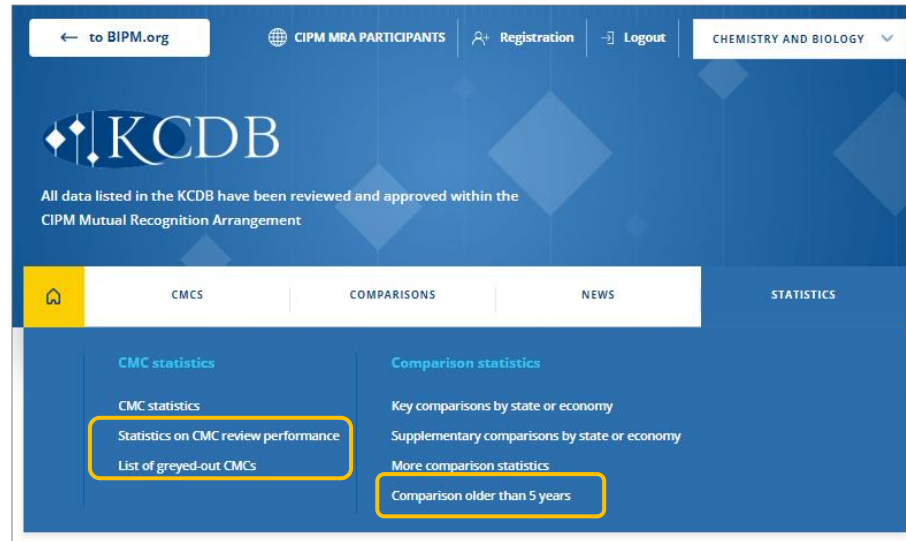 ← to BIPM.org
CIPM MRA PARTICIPANTS
Registration
Logout
CHEMISTRY AND BIOLOGY
KCDB
All data listed in the KCDB have been reviewed and approved within the
CIPM Mutual Recognition Arrangement
CMCS
COMPARISONS
NEWS
STATISTICS
CMC statistics
CMC statistics
Statistics on CMC review performance
List of greyed-out CMCs
Comparison statistics
Key comparisons by state or economy
Supplementary comparisons by state or economy
More comparison statistics
Comparison older than 5 years